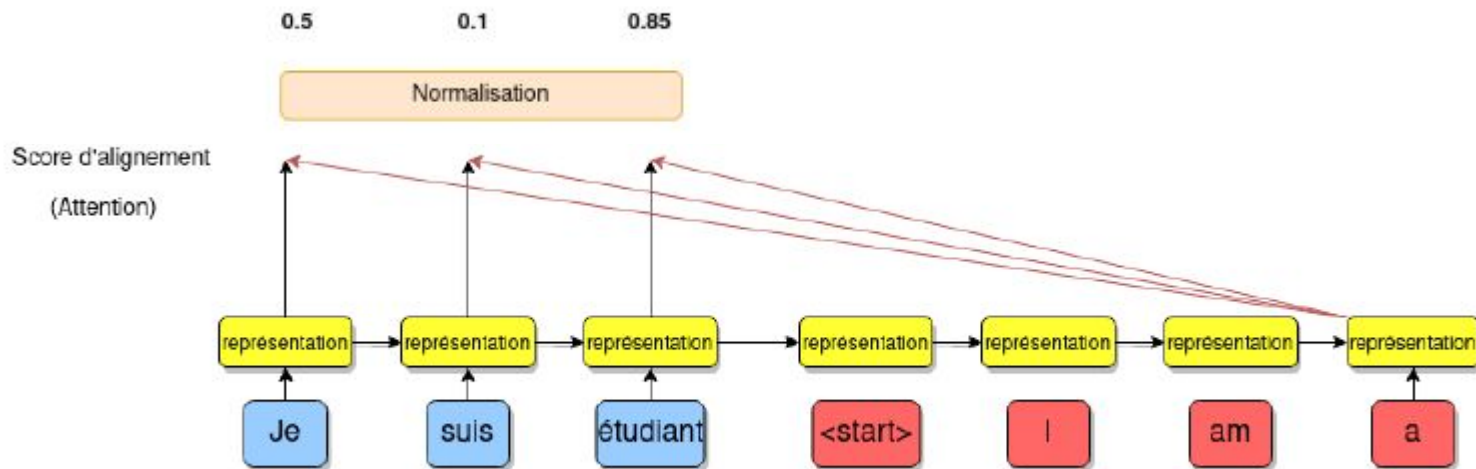 0.5 0.1 0.85
Normalisation
Score d'alignement
(Attention)
représentation représentation représentation représentation représentation représentation représentation
Je suis étudiant <start> I am a